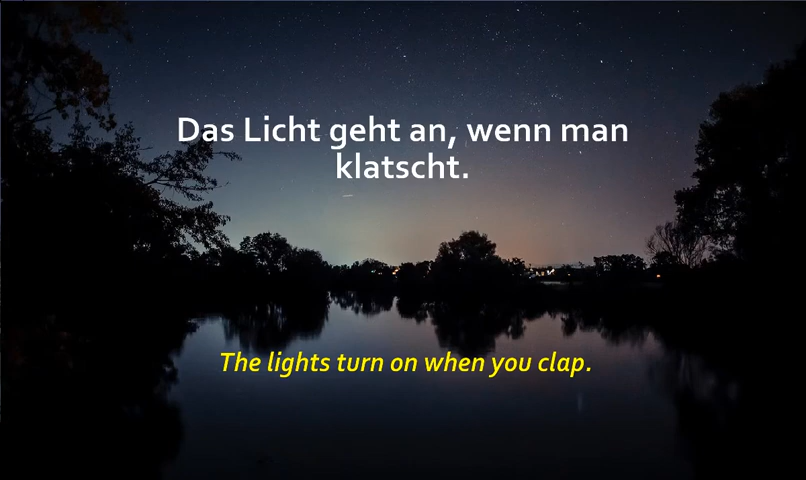 Das Licht geht an, wenn man
klatscht.
The lights turn on when you clap.